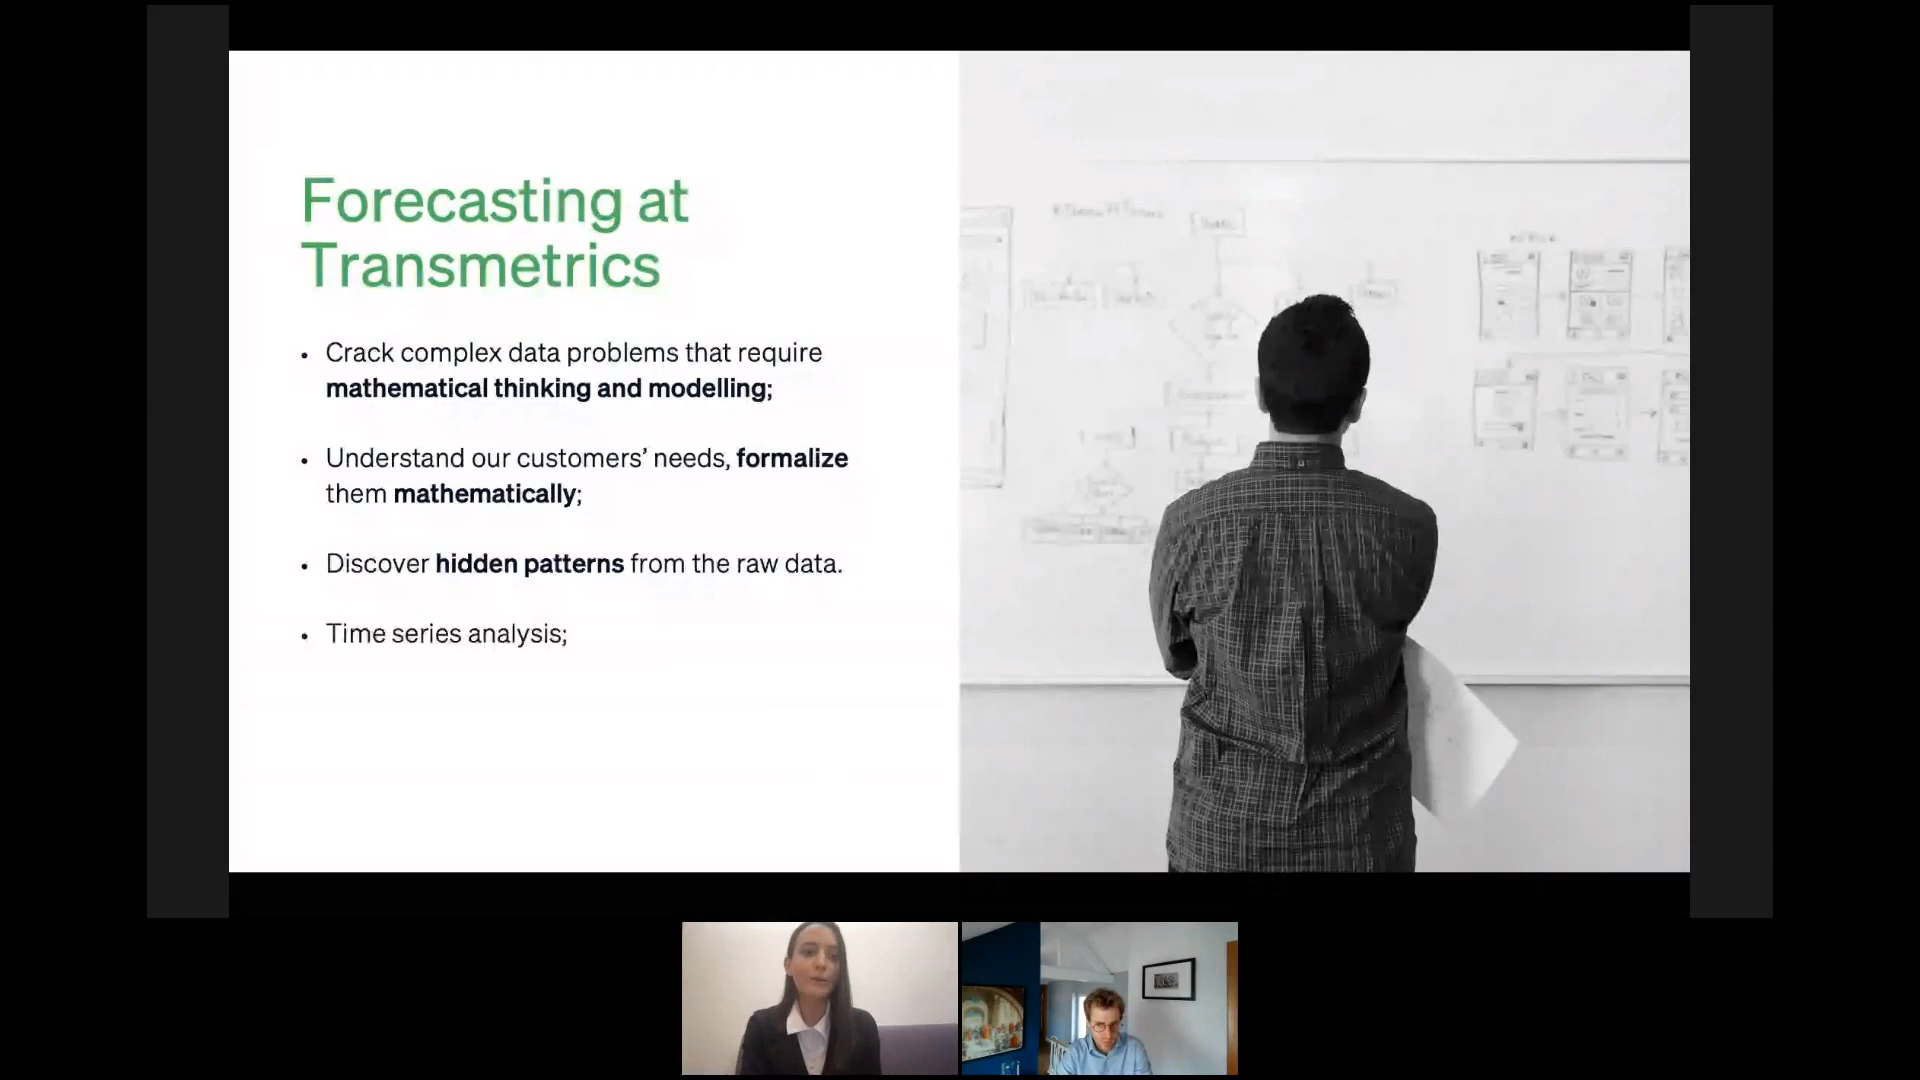 Forecasting at
Transmetrics
• Crack complex data problems that require
mathematical thinking and modelling;
• Understand our customers’ needs, formalize
them mathematically;
• Discover hidden patterns from the raw data.
• Time series analysis;